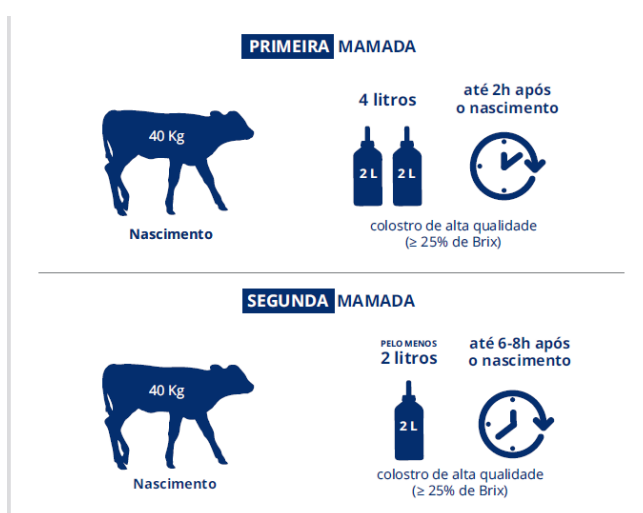 PRIMEIRA MAMADA
4 litros
até 2h após
o nascimento
40 Kg
2 L
2 L
Nascimento
colostro de alta qualidade
(≥ 25% de Brix)
SEGUNDA MAMADA
PELO MENOS
2 litros
até 6-8h após
o nascimento
40 Kg
2 L
Nascimento
colostro de alta qualidade
(≥ 25% de Brix)